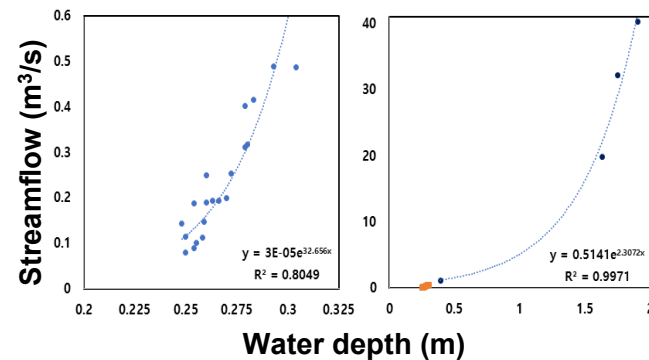 Streamflow (m³/s)
0.6
0.5
0.4
0.3
0.2
0.1
0
0.2 0.225 0.25 0.275 0.3 0.325
y = 3E-05e^32.656x
R² = 0.8049
40
30
20
10
0
0 0.5 1 1.5 2
y = 0.5141e^2.3072x
R² = 0.9971
Water depth (m)